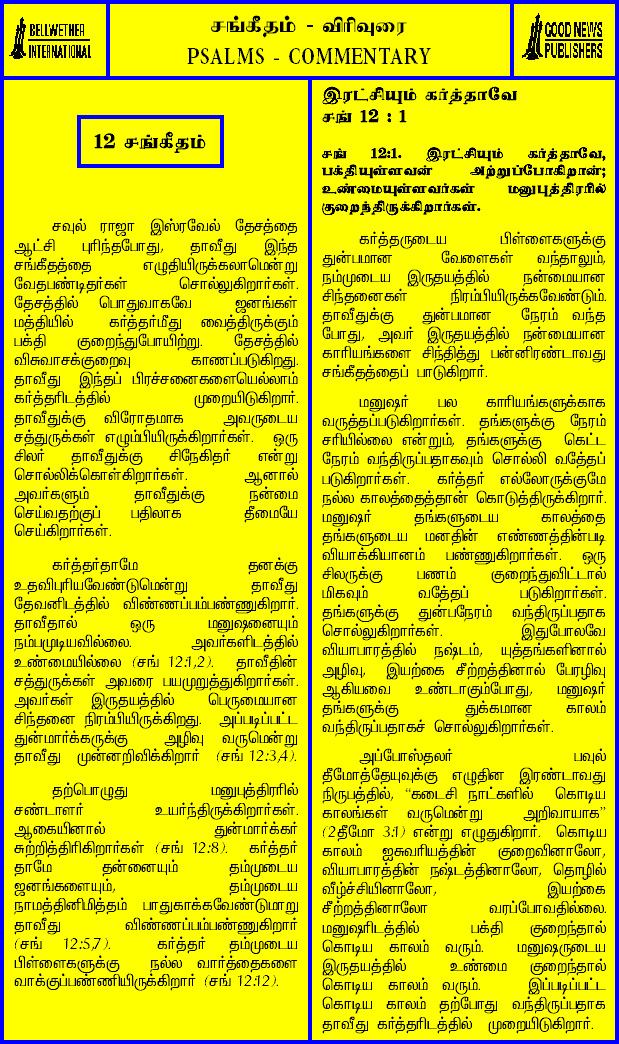 BELLWETHER
INTERNATIONAL
சங்கீதம் - விரிவுரை
PSALMS - COMMENTARY
GOOD NEWS
PUBLISHERS
12 சங்கீதம்
சவுல் ராஜா இஸ்ரவேல் தேசத்தை
ஆட்சி புரிந்தபோது, தாவீது இந்த
சங்கீதத்தை எழுதியிருக்கலாமென்று
வேதபண்டிதர்கள் சொல்லுகிறார்கள்.
தேசத்தில் பொதுவாகவே ஜனங்கள்
மத்தியில் கர்த்தர்மீது வைத்திருக்கும்
பக்தி குறைந்துபோயிற்று. தேசத்தில்
விசுவாசக்குறைவு காணப்படுகிறது.
தாவீது இந்தப் பிரச்சனைகளையெல்லாம்
கர்த்தரிடத்தில் முறையிடுகிறார்.
தாவீதுக்கு விரோதமாக அவருடைய
சத்துருக்கள் எழும்பியிருக்கிறார்கள். ஒரு
சிலர் தாவீதுக்கு சிநேகிதர் என்று
சொல்லிக்கொள்கிறார்கள். ஆனால்
அவர்களும் தாவீதுக்கு நன்மை
செய்வதற்குப் பதிலாக தீமையே
செய்கிறார்கள்.
கர்த்தர்தாமே தனக்கு
உதவிபுரியவேண்டுமென்று தாவீது
தேவனிடத்தில் விண்ணப்பம்பண்ணுகிறார்.
தாவீதால் ஒரு மனுஷனையும்
நம்பமுடியவில்லை. அவர்களிடத்தில்
உண்மையில்லை (சங் 12:1,2). தாவீதின்
சத்துருக்கள் அவரை பயமுறுத்துகிறார்கள்.
அவர்கள் இருதயத்தில் பெருமையான
சிந்தனை நிரம்பியிருக்கிறது. அப்படிப்பட்ட
துன்மார்க்கருக்கு அழிவு வருமென்று
தாவீது முன்னறிவிக்கிறார் (சங் 12:3,4).
தற்பொழுது மனுபுத்திரரில்
சண்டாளர் உயர்ந்திருக்கிறார்கள்.
ஆகையினால் துன்மார்க்கர்
சுற்றித்திரிகிறார்கள் (சங் 12:8). கர்த்தர்
தாமே தன்னையும் தம்முடைய
ஜனங்களையும், தம்முடைய
நாமத்தினிமித்தம் பாதுகாக்கவேண்டுமாறு
தாவீது விண்ணப்பம்பண்ணுகிறார்
(சங் 12:5,7). கர்த்தர் தம்முடைய
பிள்ளைகளுக்கு நல்ல வார்த்தைகளை
வாக்குப்பண்ணியிருக்கிறார் (சங் 12:12).
இரட்சியும் கர்த்தாவே
சங் 12 : 1
சங் 12:1. இரட்சியும் கர்த்தாவே,
பக்தியுள்ளவன் அற்றுப்போகிறான்;
உண்மையுள்ளவர்கள் மனுபுத்திரரில்
குறைந்திருக்கிறார்கள்.
கர்த்தருடைய பிள்ளைகளுக்கு
துன்பமான வேளைகள் வந்தாலும்,
நம்முடைய இருதயத்தில் நன்மையான
சிந்தனைகள் நிரம்பியிருக்கவேண்டும்.
தாவீதுக்கு துன்பமான நேரம் வந்த
போது, அவர் இருதயத்தில் நன்மையான
காரியங்களை சிந்தித்து பன்னிரண்டாவது
சங்கீதத்தைப் பாடுகிறார்.
மனுஷர் பல காரியங்களுக்காக
வருத்தப்படுகிறார்கள். தங்களுக்கு நேரம்
சரியில்லை என்றும், தங்களுக்கு கெட்ட
நேரம் வந்திருப்பதாகவும் சொல்லி வதேத்ப
படுகிறார்கள். கர்த்தர் எல்லோருக்குமே
நல்ல காலத்தைத்தான் கொடுத்திருக்கிறார்.
மனுஷர் தங்களுடைய காலத்தை
தங்களுடைய மனதின் எண்ணத்தின்படி
வியாக்கியானம் பண்ணுகிறார்கள். ஒரு
சிலருக்கு பணம் குறைந்துவிட்டால்
மிகவும் வதேத்ப படுகிறார்கள்.
தங்களுக்கு துன்பநேரம் வந்திருப்பதாக
சொல்லுகிறார்கள். இதுபோலவே
வியாபாரத்தில் நஷ்டம், யுத்தங்களினால்
அழிவு, இயற்கை சீற்றத்தினால் பேரழிவு
ஆகியவை உண்டாகும்போது, மனுஷர்
தங்களுக்கு துக்கமான காலம்
வந்திருப்பதாகச் சொல்லுகிறார்கள்.
அப்போஸ்தலர் பவுல்
தீமோத்தேயுவுக்கு எழுதின இரண்டாவது
நிருபத்தில், “கடைசி நாட்களில் கொடிய
காலங்கள் வருமென்று அறிவாயாக”
(2தீமோ 3:1) என்று எழுதுகிறார். கொடிய
காலம் ஐசுவரியத்தின் குறைவினாலோ,
வியாபாரத்தின் நஷ்டத்தினாலோ, தொழில்
வீழ்ச்சியினாலோ, இயற்கை
சீற்றத்தினாலோ வரப்போவதில்லை.
மனுஷரிடத்தில் பக்தி குறைந்தால்
கொடிய காலம் வரும். மனுஷருடைய
இருதயத்தில் உண்மை குறைந்தால்
கொடிய காலம் வரும். இப்படிப்பட்ட
கொடிய காலம் தற்போது வந்திருப்பதாக
தாவீது கர்த்தரிடத்தில் முறையிடுகிறார்.